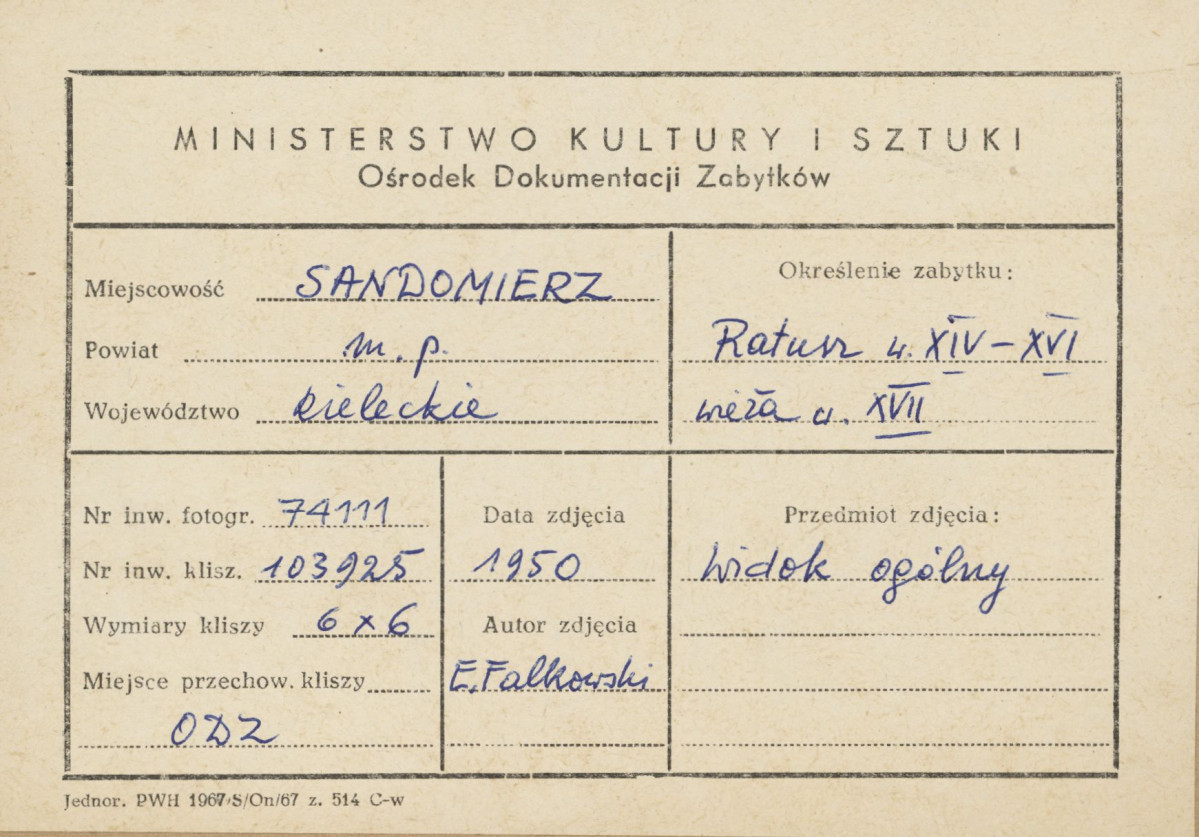 MINISTERSTWO KULTURY I SZTUKI
Ośrodek Dokumentacji Zabytków
Miejscowość SANDOMIERZ
Powiat m. p.
Województwo kieleckie
Określenie zabytku:
Ratusz w. XIV – XVI
wieża w. XVII
Nr inw. fotogr. 74111
Nr inw. klisz. 103925
Wymiary kliszy 6 x 6
Miejsce przechow. kliszy
ODZ
Data zdjęcia
1950
Autor zdjęcia
E. Falkowski
Przedmiot zdjęcia:
Widok ogólny
Jednor. PWH 1967/S/On/67 z. 514 C-w